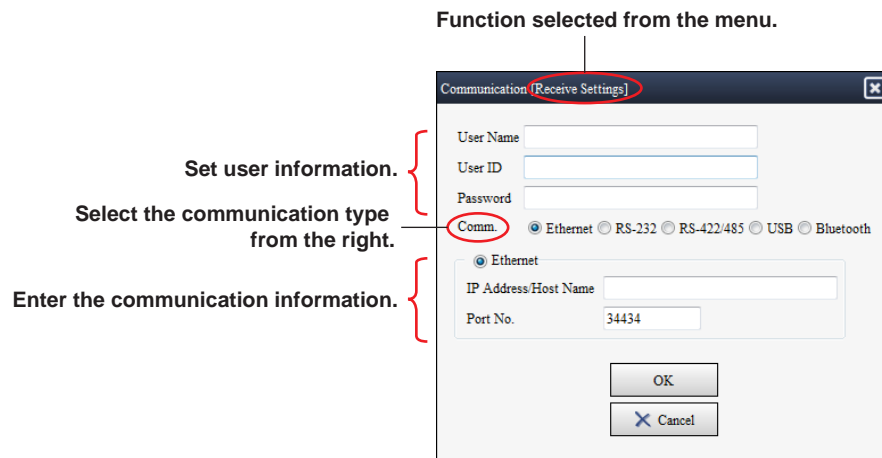 Function selected from the menu.
Communication [Receive Settings]
User Name
Set user information.
User ID
Password
Select the communication type
from the right.
Comm.
Ethernet RS-232 RS-422/485 USB Bluetooth
Ethernet
Enter the communication information.
IP Address/Host Name
Port No. 34434
OK
Cancel